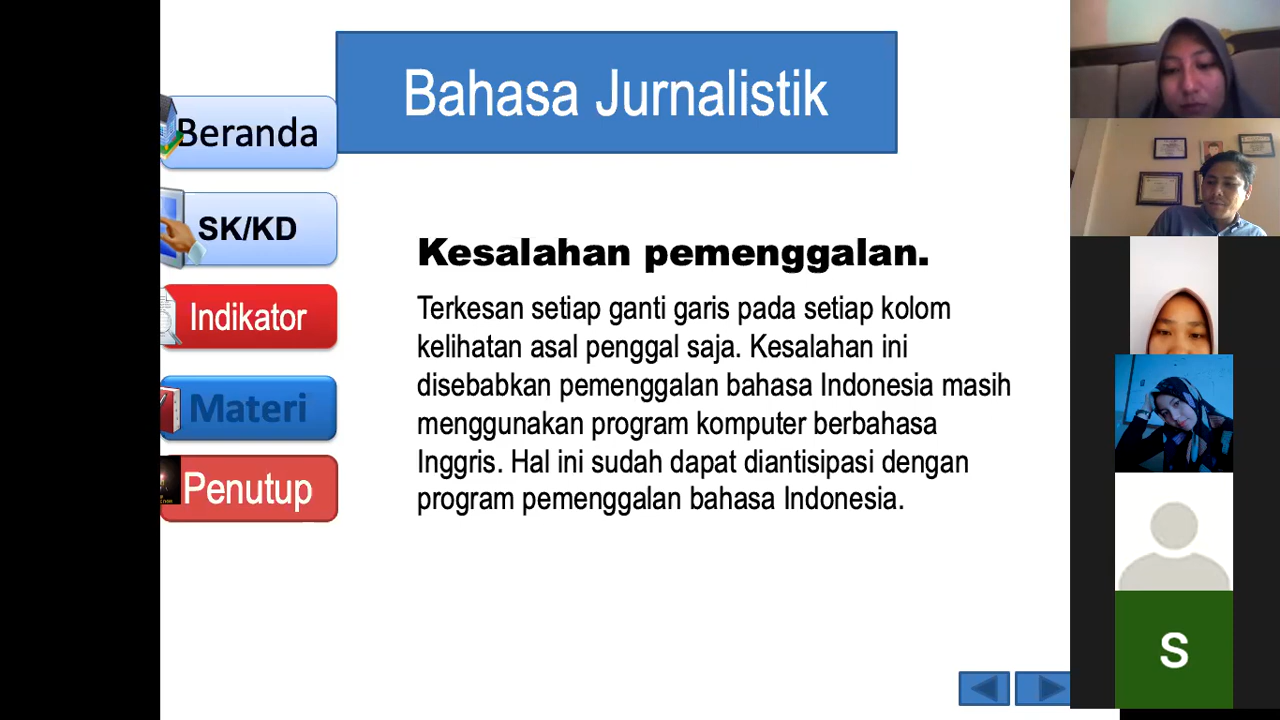 Bahasa Jurnalistik
Beranda
SK/KD
Indikator
Materi
Penutup
Kesalahan pemenggalan.
Terkesan setiap ganti garis pada setiap kolom
kelihatan asal penggal saja. Kesalahan ini
disebabkan pemenggalan bahasa Indonesia masih
menggunakan program komputer berbahasa
Inggris. Hal ini sudah dapat diantisipasi dengan
program pemenggalan bahasa Indonesia.
S